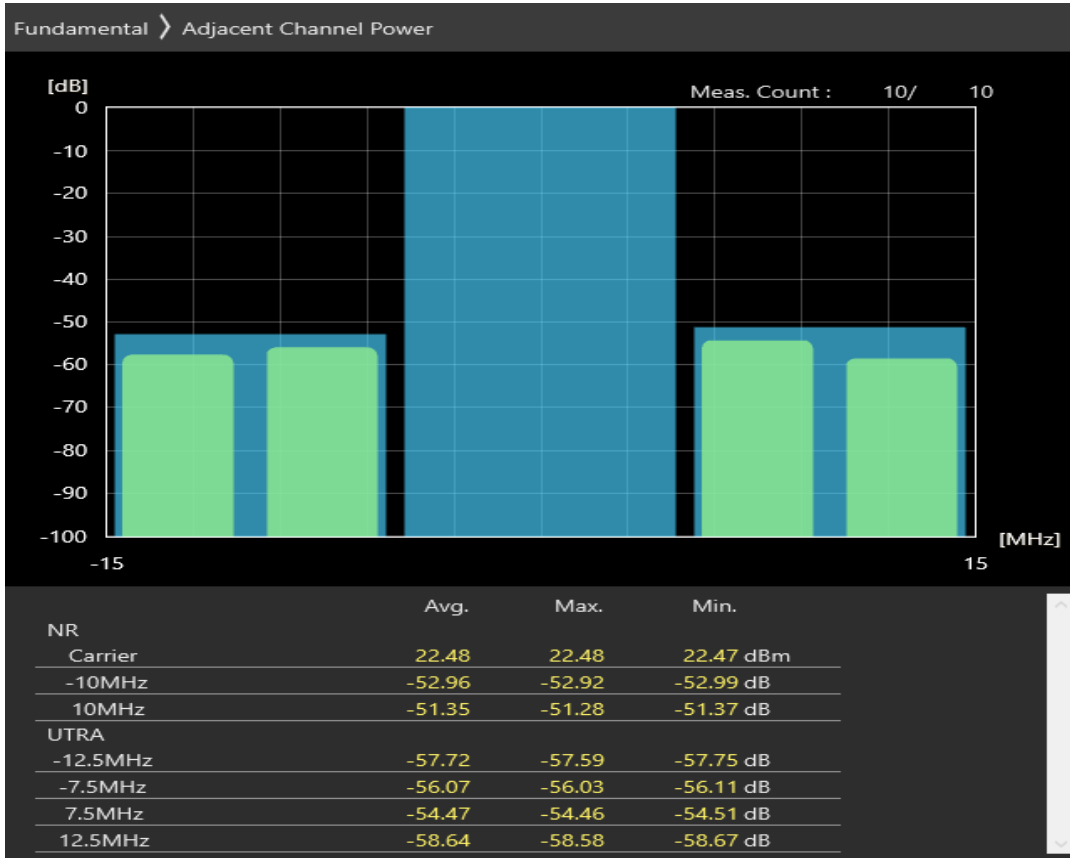 Fundamental ❯ Adjacent Channel Power
[dB]
Meas. Count : 10/ 10
0
-10
-20
-30
-40
-50
-60
-70
-80
-90
-100
[MHz]
-15 15
Avg. Max. Min.
NR
Carrier 22.48 22.48 22.47 dBm
-10MHz -52.96 -52.92 -52.99 dB
10MHz -51.35 -51.28 -51.37 dB
UTRA
-12.5MHz -57.72 -57.59 -57.75 dB
-7.5MHz -56.07 -56.03 -56.11 dB
7.5MHz -54.47 -54.46 -54.51 dB
12.5MHz -58.64 -58.58 -58.67 dB